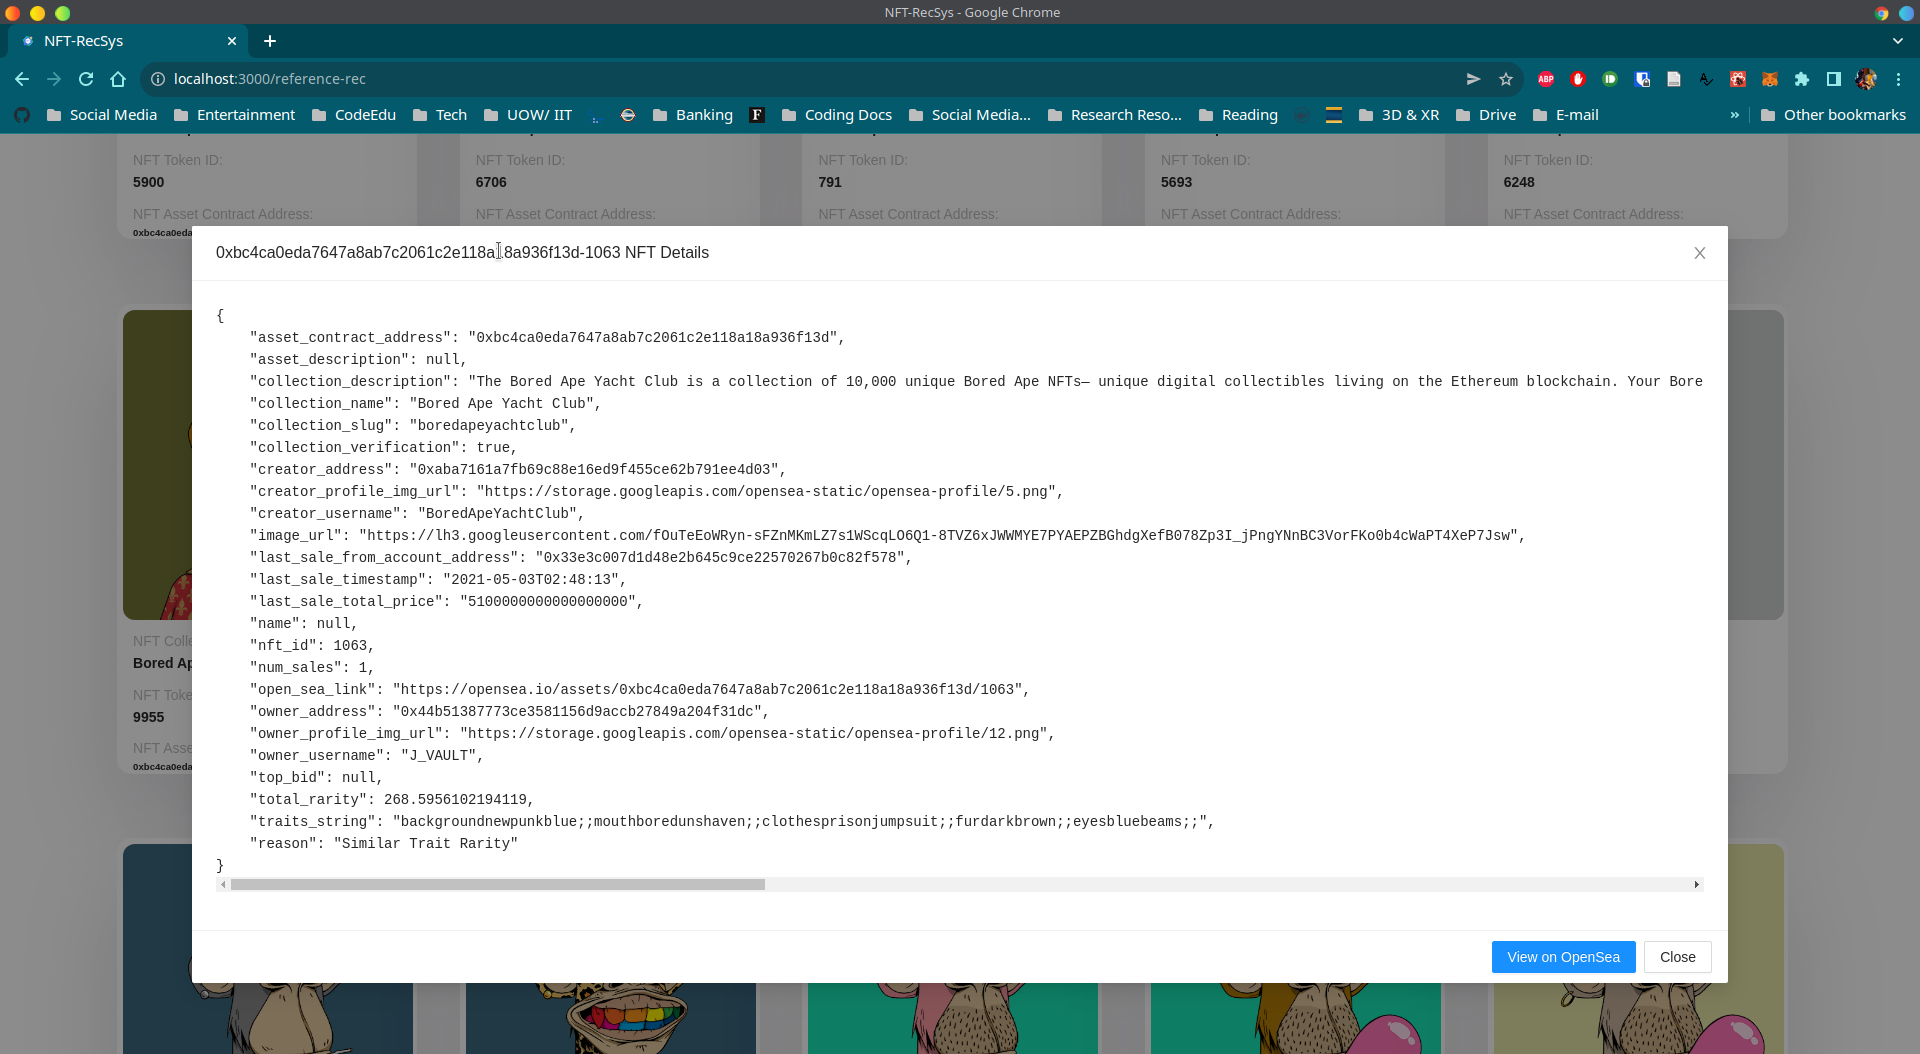 NFT-RecSys - Google Chrome
NFT-RecSys
localhost:3000/reference-rec
ABP
Social Media
Entertainment
CodeEdu
Tech
UOW/ IIT
Banking
F
Coding Docs
Social Media...
Research Reso...
Reading
3D & XR
Drive
E-mail
»
Other bookmarks
NFT Token ID: NFT Token ID: NFT Token ID: NFT Token ID: NFT Token ID:
5900 6706 791 5693 6248
NFT Asset Contract Address: NFT Asset Contract Address: NFT Asset Contract Address: NFT Asset Contract Address: NFT Asset Contract Address:
0xbc4ca0eda
0xbc4ca0eda7647a8ab7c2061c2e118a18a936f13d-1063 NFT Details
{
"asset_contract_address": "0xbc4ca0eda7647a8ab7c2061c2e118a18a936f13d",
"asset_description": null,
"collection_description": "The Bored Ape Yacht Club is a collection of 10,000 unique Bored Ape NFTs— unique digital collectibles living on the Ethereum blockchain. Your Bore
"collection_name": "Bored Ape Yacht Club",
"collection_slug": "boredapeyachtclub",
"collection_verification": true,
"creator_address": "0xaba7161a7fb69c88e16ed9f455ce62b791ee4d03",
"creator_profile_img_url": "https://storage.googleapis.com/opensea-static/opensea-profile/5.png",
"creator_username": "BoredApeYachtClub",
"image_url": "https://lh3.googleusercontent.com/fOuTeEoWRyn-sFZnMKmLZ7s1WScqLO6Q1-8TVZ6xJWWMYE7PYAEPZBGhdgXefB078Zp3I_jPngYNnBC3VorFKo0b4cWaPT4XeP7Jsw",
"last_sale_from_account_address": "0x33e3c007d1d48e2b645c9ce22570267b0c82f578",
"last_sale_timestamp": "2021-05-03T02:48:13",
"last_sale_total_price": "5100000000000000000",
"name": null,
"nft_id": 1063,
"num_sales": 1,
"open_sea_link": "https://opensea.io/assets/0xbc4ca0eda7647a8ab7c2061c2e118a18a936f13d/1063",
"owner_address": "0x44b51387773ce3581156d9accb27849a204f31dc",
"owner_profile_img_url": "https://storage.googleapis.com/opensea-static/opensea-profile/12.png",
"owner_username": "J_VAULT",
"top_bid": null,
"total_rarity": 268.5956102194119,
"traits_string": "backgroundnewpunkblue;;mouthboredunshaven;;clothesprisonjumpsuit;;furdarkbrown;;eyesbluebeams;;",
"reason": "Similar Trait Rarity"
}
NFT Colle
Bored Ap
NFT Toke
9955
NFT Asse
0xbc4ca0eda
View on OpenSea
Close